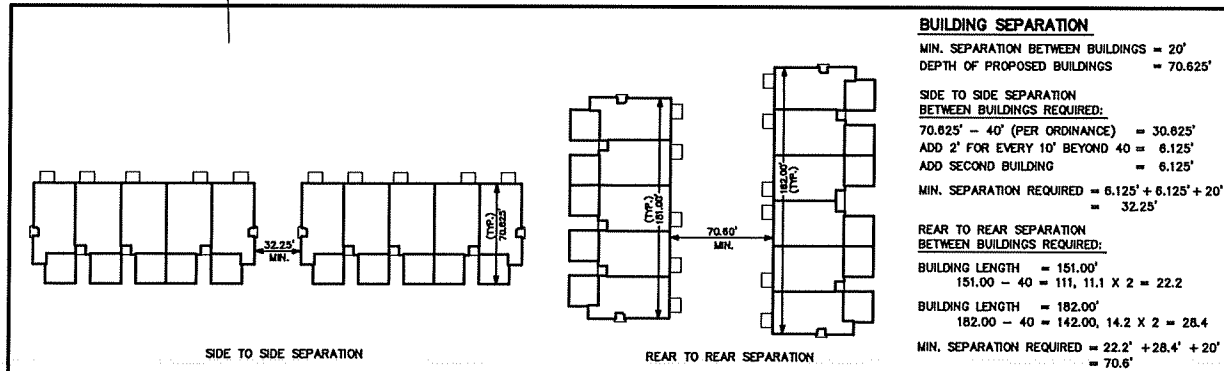 BUILDING SEPARATION
MIN. SEPARATION BETWEEN BUILDINGS = 20'
DEPTH OF PROPOSED BUILDINGS = 70.625'
SIDE TO SIDE SEPARATION
BETWEEN BUILDINGS REQUIRED:
70.625' - 40' (PER ORDINANCE) = 30.625'
ADD 2' FOR EVERY 10' BEYOND 40 = 6.125'
ADD SECOND BUILDING = 6.125'
MIN. SEPARATION REQUIRED = 6.125' + 6.125' + 20'
= 32.25'
REAR TO REAR SEPARATION
BETWEEN BUILDINGS REQUIRED:
BUILDING LENGTH = 151.00'
151.00 - 40 = 111, 11.1 X 2 = 22.2
BUILDING LENGTH = 182.00'
182.00 - 40 = 142.00, 14.2 X 2 = 28.4
MIN. SEPARATION REQUIRED = 22.2' + 28.4' + 20'
= 70.6'
32.25'
MIN.
(TYP.)
70.625'
SIDE TO SIDE SEPARATION
(TYP.)
151.00'
70.60'
MIN.
182.00'
(TYP.)
REAR TO REAR SEPARATION